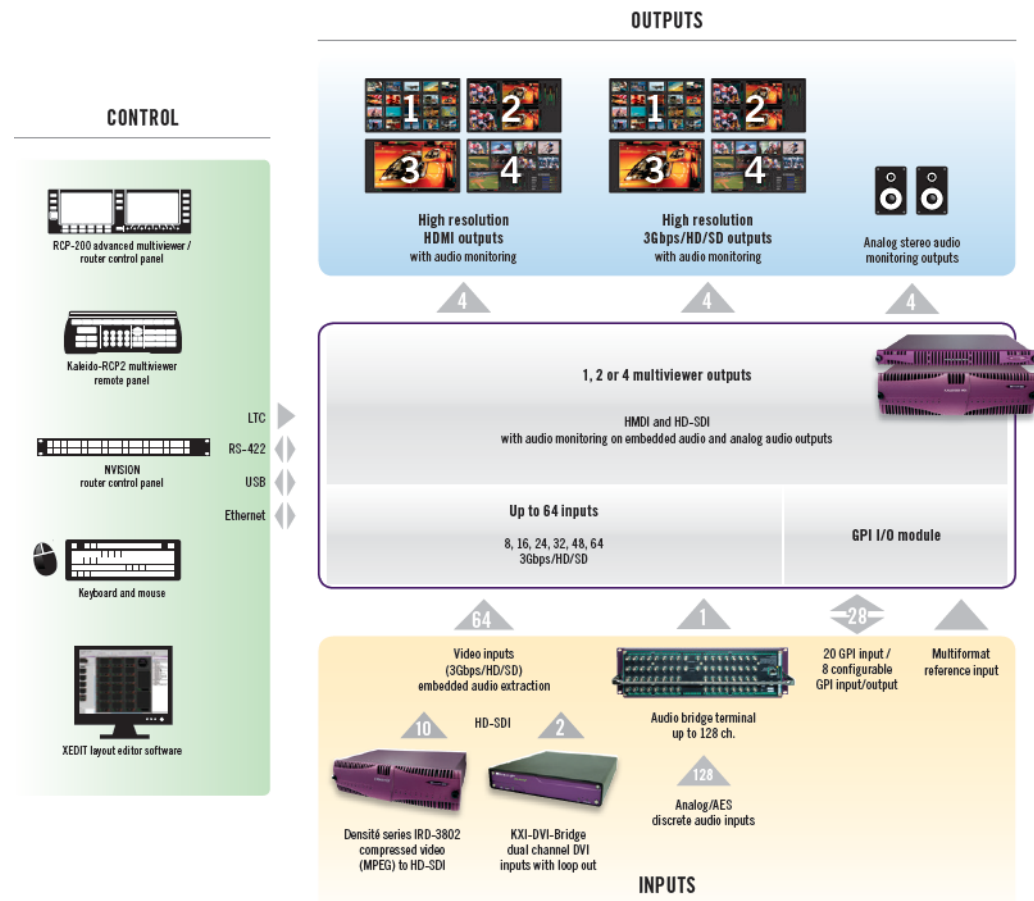 OUTPUTS
1
2
3
4
High resolution
HDMI outputs
with audio monitoring
1
2
3
4
High resolution
3Gbps/HD/SD outputs
with audio monitoring
Analog stereo audio
monitoring outputs
4
4
4
CONTROL
RCP-200 advanced multiviewer /
router control panel
Kaleido-RCP2 multiviewer
remote panel
NVISION
router control panel
Keyboard and mouse
XEDIT layout editor software
LTC
RS-422
USB
Ethernet
1, 2 or 4 multiviewer outputs
HMDI and HD-SDI
with audio monitoring on embedded audio and analog audio outputs
Up to 64 inputs
8, 16, 24, 32, 48, 64
3Gbps/HD/SD
GPI I/O module
64
1
28
Video inputs
(3Gbps/HD/SD)
embedded audio extraction
10
HD-SDI
2
Densité series IRD-3802
compressed video
(MPEG) to HD-SDI
KXI-DVI-Bridge
dual channel DVI
inputs with loop out
Audio bridge terminal
up to 128 ch.
128
Analog/AES
discrete audio inputs
20 GPI input /
8 configurable
GPI input/output
Multiformat
reference input
INPUTS